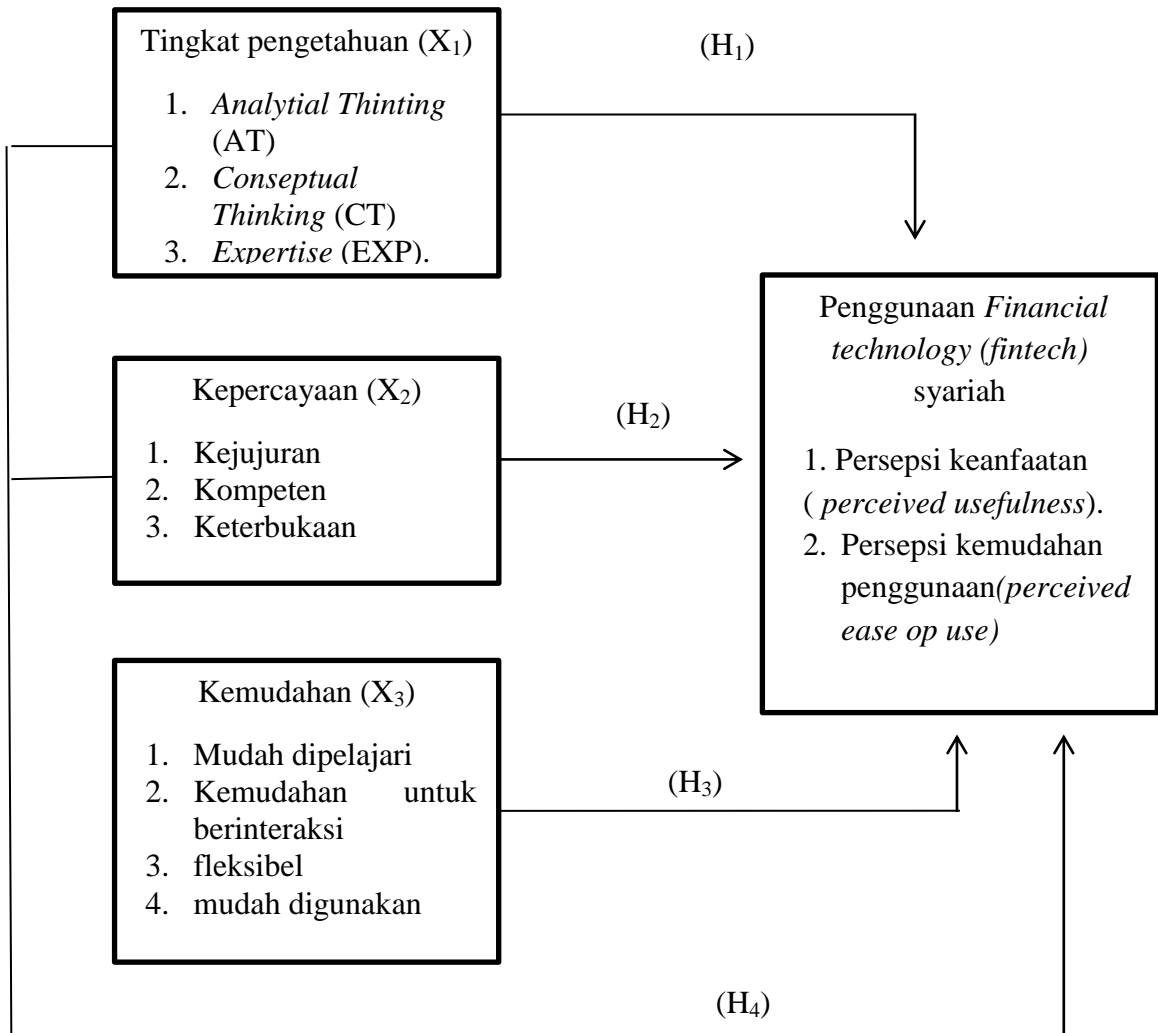 Tingkat pengetahuan (X₁)
1. Analytial Thinting
(AT)
2. Conseptual
Thinking (CT)
3. Expertise (EXP).
(H₁)
Kepercayaan (X₂)
1. Kejujuran
2. Kompeten
3. Keterbukaan
(H₂)
Kemudahan (X₃)
1. Mudah dipelajari
2. Kemudahan untuk
berinteraksi
3. fleksibel
4. mudah digunakan
(H₃)
(H₄)
Penggunaan Financial
technology (fintech)
syariah
1. Persepsi keanfaatan
( perceived usefulness).
2. Persepsi kemudahan
penggunaan(perceived
ease op use)